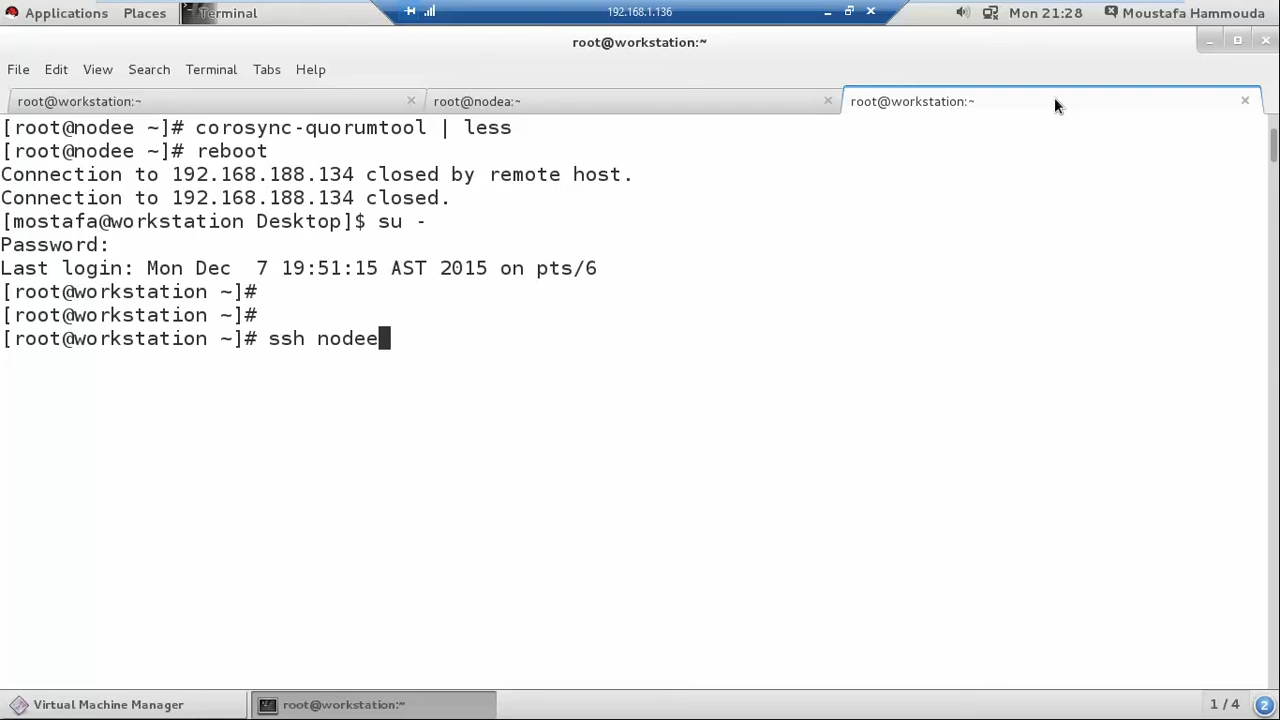 Applications Places Terminal 192.168.1.136 Mon 21:28 Moustafa Hammouda
root@workstation:~
File Edit View Search Terminal Tabs Help
root@workstation:~ root@nodea:~ root@workstation:~
[root@nodee ~]# corosync-quorumtool | less
[root@nodee ~]# reboot
Connection to 192.168.188.134 closed by remote host.
Connection to 192.168.188.134 closed.
[mostafa@workstation Desktop]$ su -
Password:
Last login: Mon Dec  7 19:51:15 AST 2015 on pts/6
[root@workstation ~]#
[root@workstation ~]#
[root@workstation ~]# ssh nodee
Virtual Machine Manager root@workstation:~ 1 / 4 2